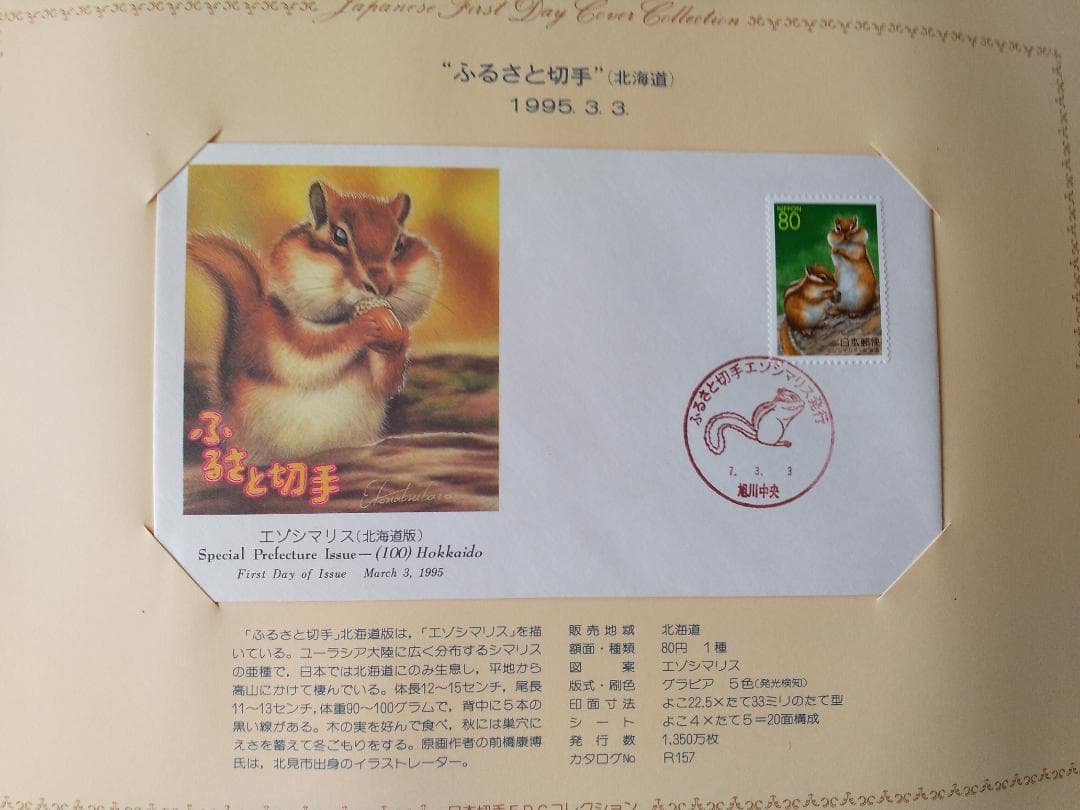 Japanese First Day Cover Collection
“ふるさと切手”(北海道)
1995. 3. 3.
NIPPON
80
日本郵便
ふるさと切手エゾシマリス発行
7. 3. 3
旭川中央
ふるさと切手
エゾシマリス(北海道版)
Special Prefecture Issue—(100) Hokkaido
First Day of Issue March 3, 1995
「ふるさと切手」北海道版は，「エゾシマリス」を描
いている。ユーラシア大陸に広く分布するシマリス
の亜種で，日本では北海道にのみ生息し，平地から
高山にかけて棲んでいる。体長12～15センチ，尾長
11～13センチ，体重90～100グラムで，背中に5本の
黒い線がある。木の実を好んで食べ，秋には巣穴に
えさを蓄えて冬ごもりをする。原画作者の前橋康博
氏は，北見市出身のイラストレーター。
販売地域 北海道
額面・種類 80円 1種
図案 エゾシマリス
版式・刷色 グラビア 5色(発光検知)
印面寸法 よこ22.5×たて33ミリのたて型
シート よこ4×たて5＝20面構成
発行数 1,350万枚
カタログNo R157
日本切手FDCコレクション